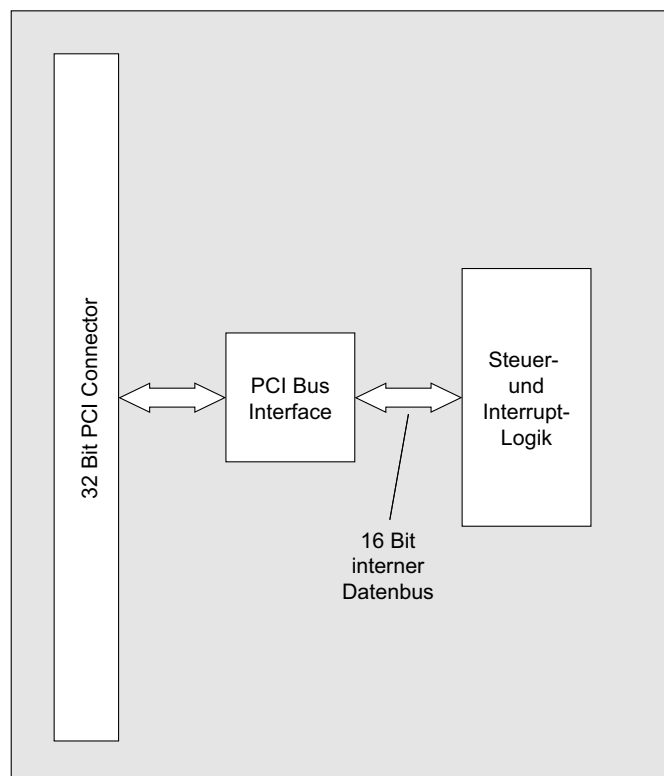 32 Bit PCI Connector
PCI Bus
Interface
Steuer-
und
Interrupt-
Logik
16 Bit
interner
Datenbus